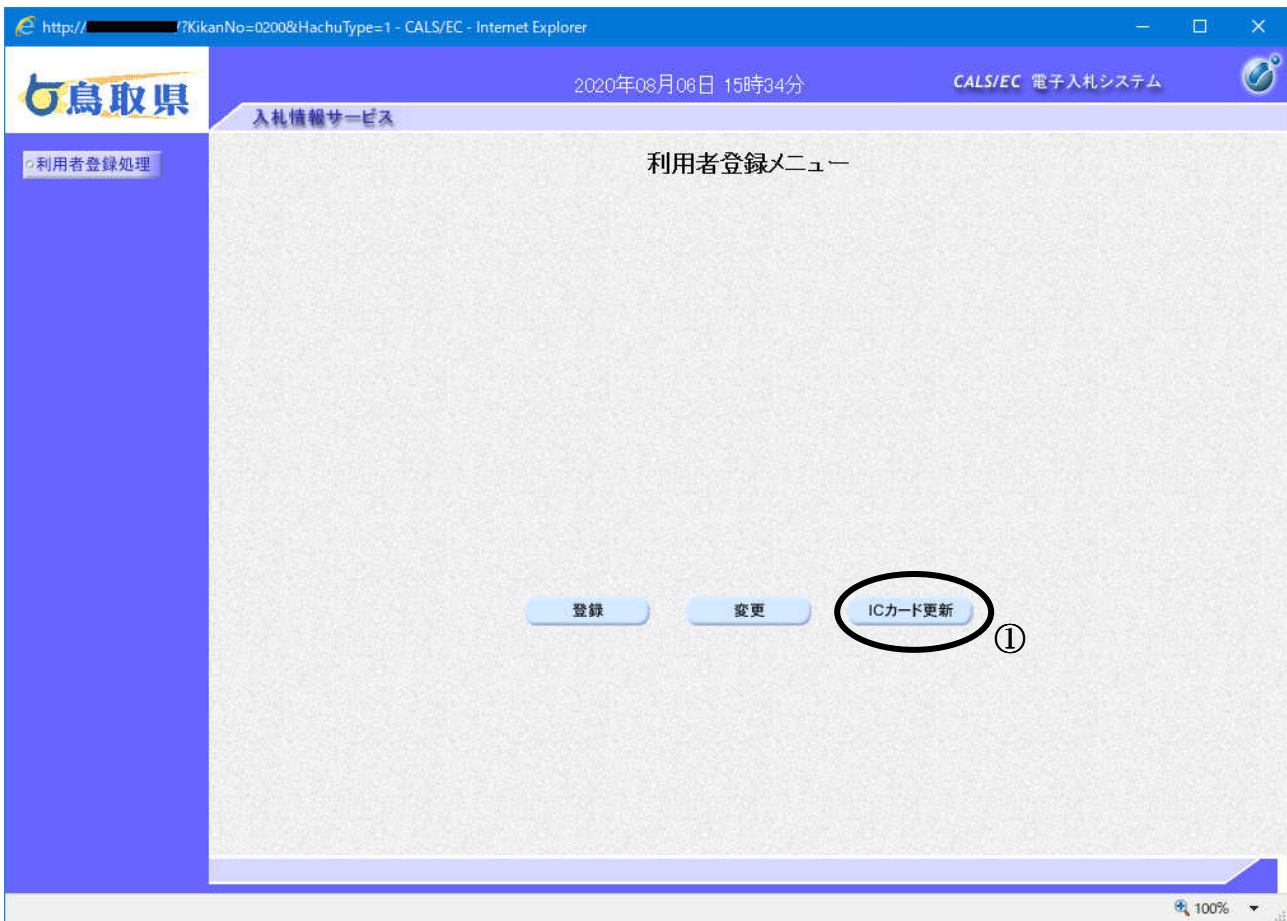 http:// /?KikanNo=0200&HachuType=1 - CALS/EC - Internet Explorer
鳥取県
2020年08月06日 15時34分
CALS/EC 電子入札システム
入札情報サービス
利用者登録処理
利用者登録メニュー
登録
変更
ICカード更新
①
100%